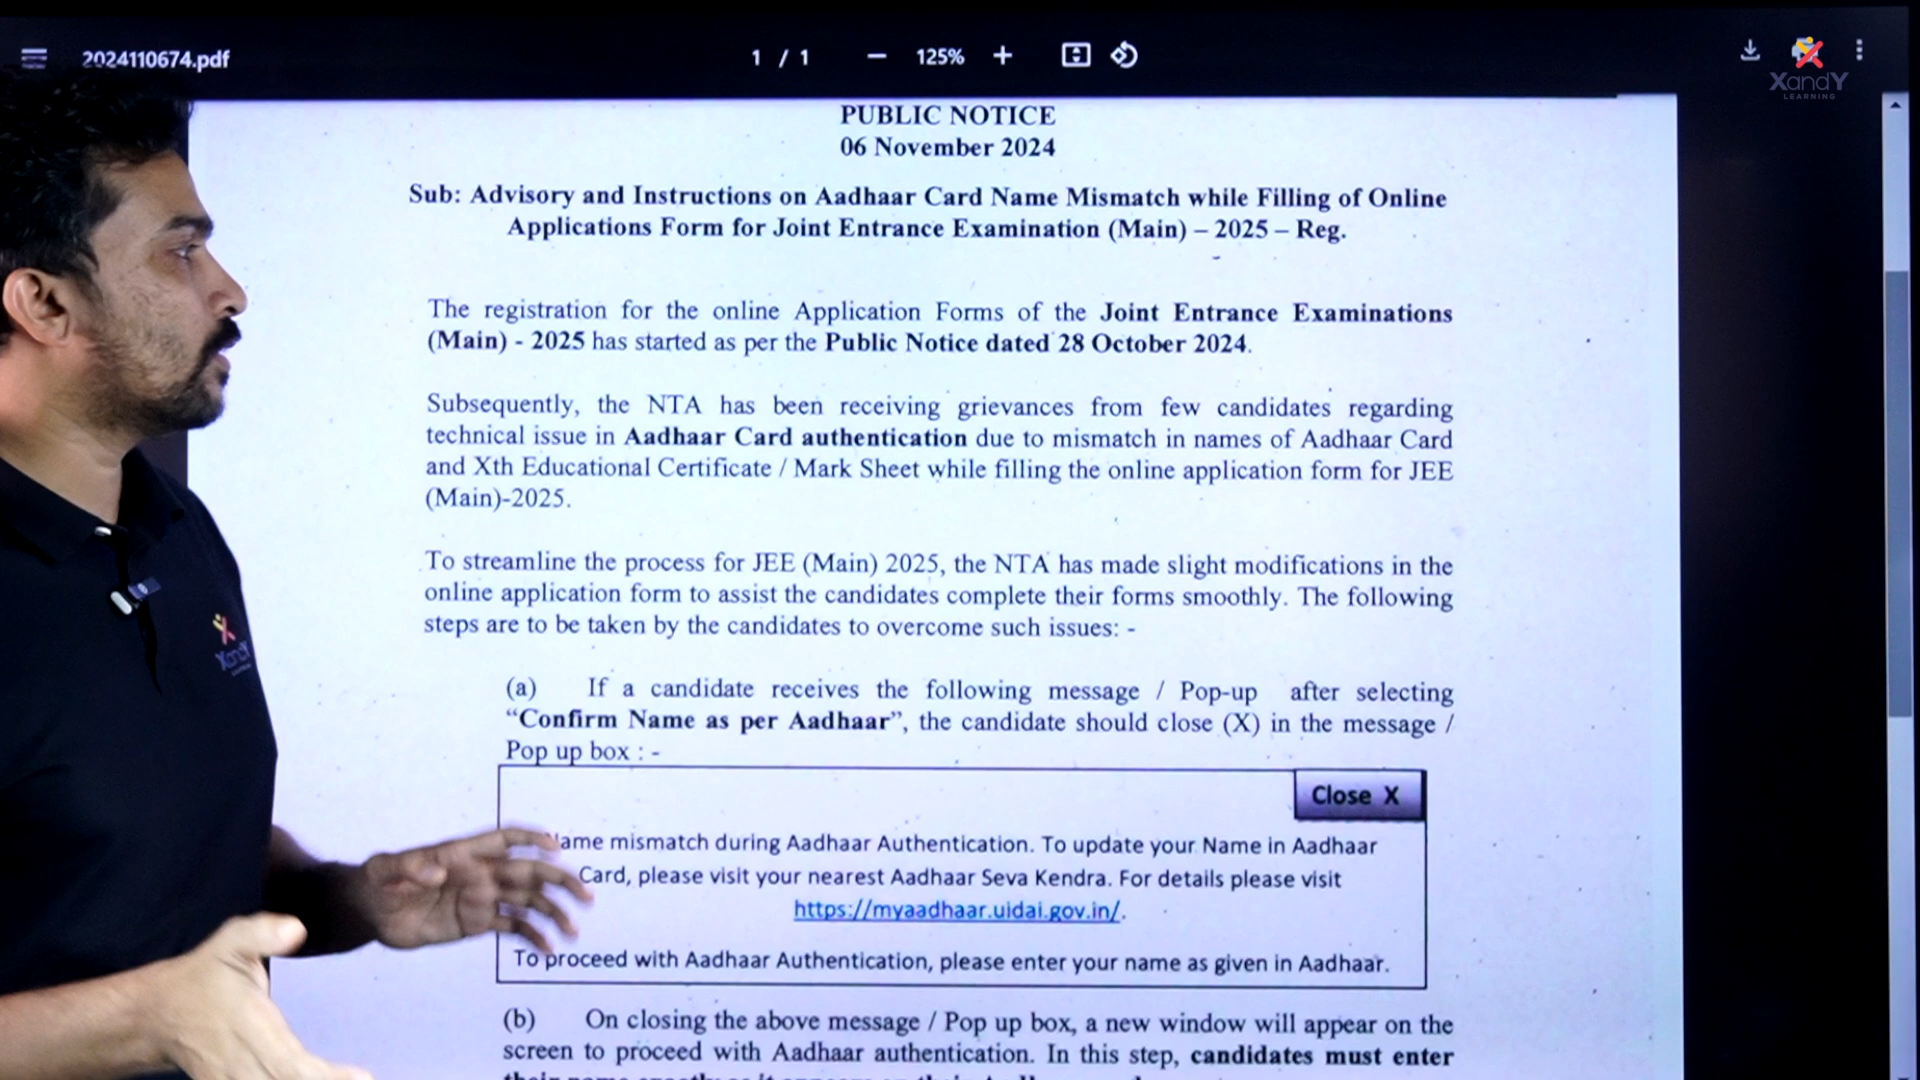 2024110674.pdf
1 / 1
125%
XandY
LEARNING
PUBLIC NOTICE
06 November 2024
Sub: Advisory and Instructions on Aadhaar Card Name Mismatch while Filling of Online
Applications Form for Joint Entrance Examination (Main) – 2025 – Reg.
The registration for the online Application Forms of the Joint Entrance Examinations
(Main) - 2025 has started as per the Public Notice dated 28 October 2024.
Subsequently, the NTA has been receiving grievances from few candidates regarding
technical issue in Aadhaar Card authentication due to mismatch in names of Aadhaar Card
and Xth Educational Certificate / Mark Sheet while filling the online application form for JEE
(Main)-2025.
To streamline the process for JEE (Main) 2025, the NTA has made slight modifications in the
online application form to assist the candidates complete their forms smoothly. The following
steps are to be taken by the candidates to overcome such issues: -
(a) If a candidate receives the following message / Pop-up after selecting
“Confirm Name as per Aadhaar”, the candidate should close (X) in the message /
Pop up box : -
Close X
ame mismatch during Aadhaar Authentication. To update your Name in Aadhaar
Card, please visit your nearest Aadhaar Seva Kendra. For details please visit
https://myaadhaar.uidai.gov.in/.
To proceed with Aadhaar Authentication, please enter your name as given in Aadhaar.
(b) On closing the above message / Pop up box, a new window will appear on the
screen to proceed with Aadhaar authentication. In this step, candidates must enter
XandY